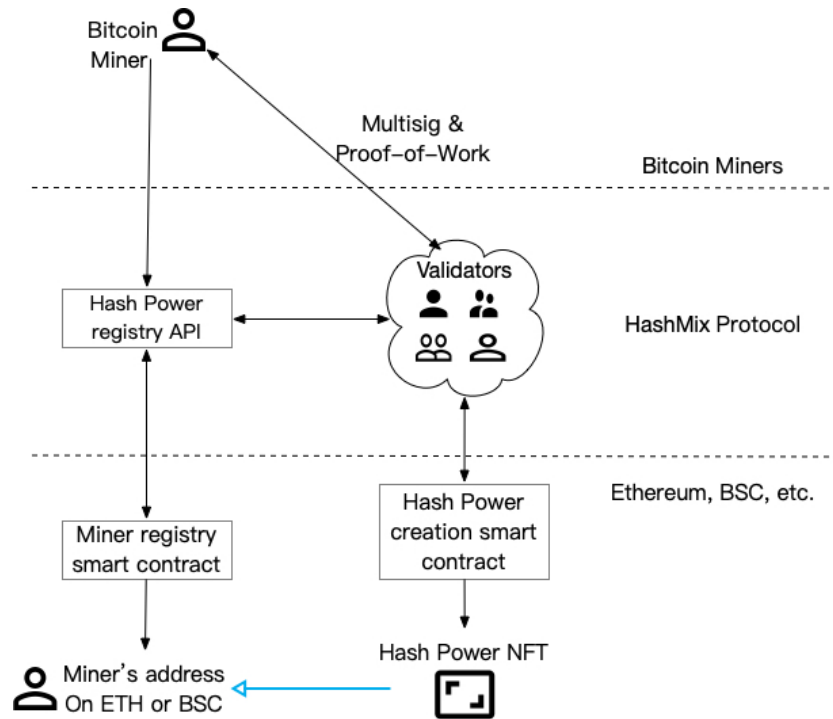 Bitcoin
Miner
Multisig &
Proof-of-Work
Bitcoin Miners
Validators
Hash Power
registry API
HashMix Protocol
Ethereum, BSC, etc.
Hash Power
creation smart
contract
Miner registry
smart contract
Hash Power NFT
Miner's address
On ETH or BSC